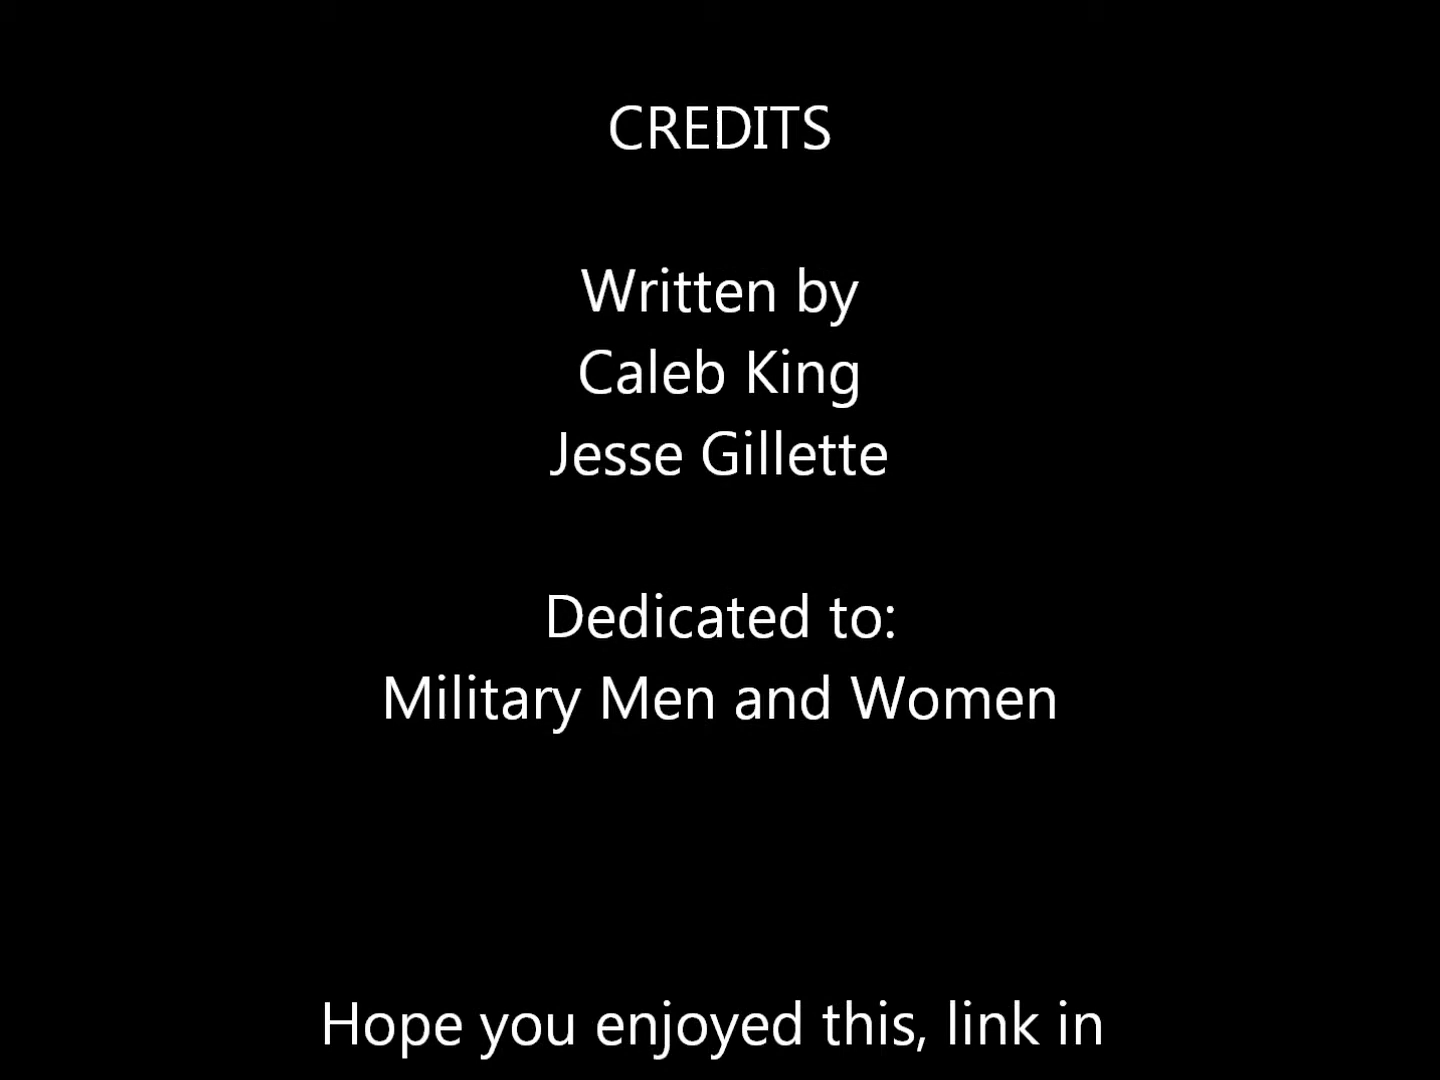 CREDITS
Written by
Caleb King
Jesse Gillette
Dedicated to:
Military Men and Women
Hope you enjoyed this, link in